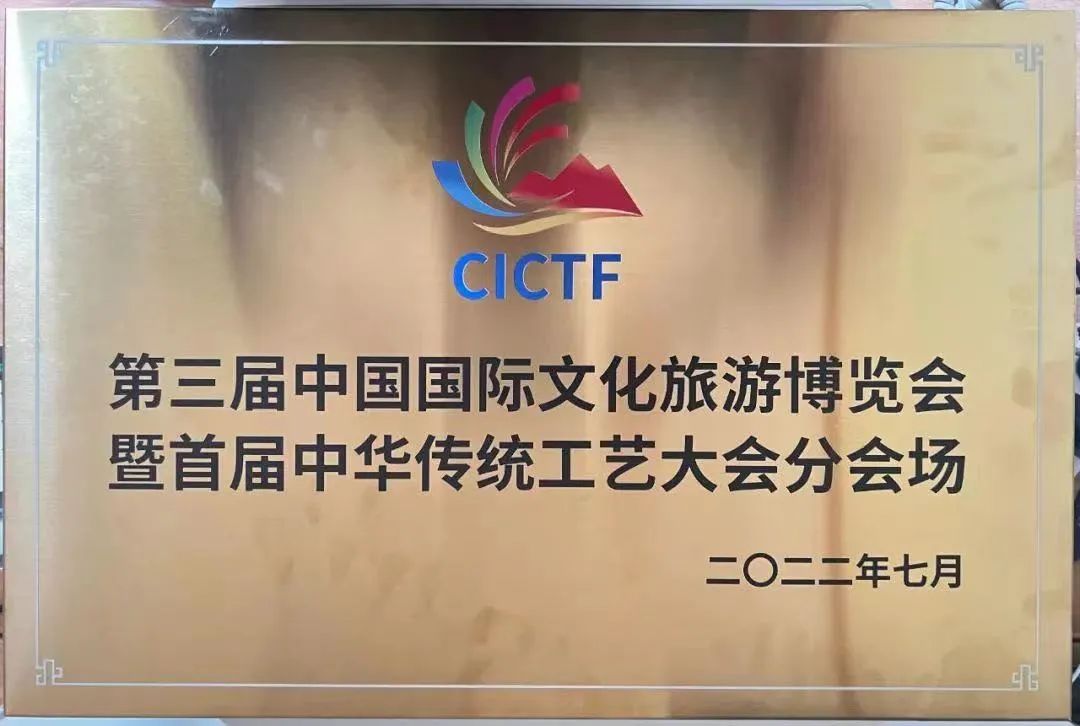 CICTF
第三届中国国际文化旅游博览会
暨首届中华传统工艺大会分会场
二〇二二年七月